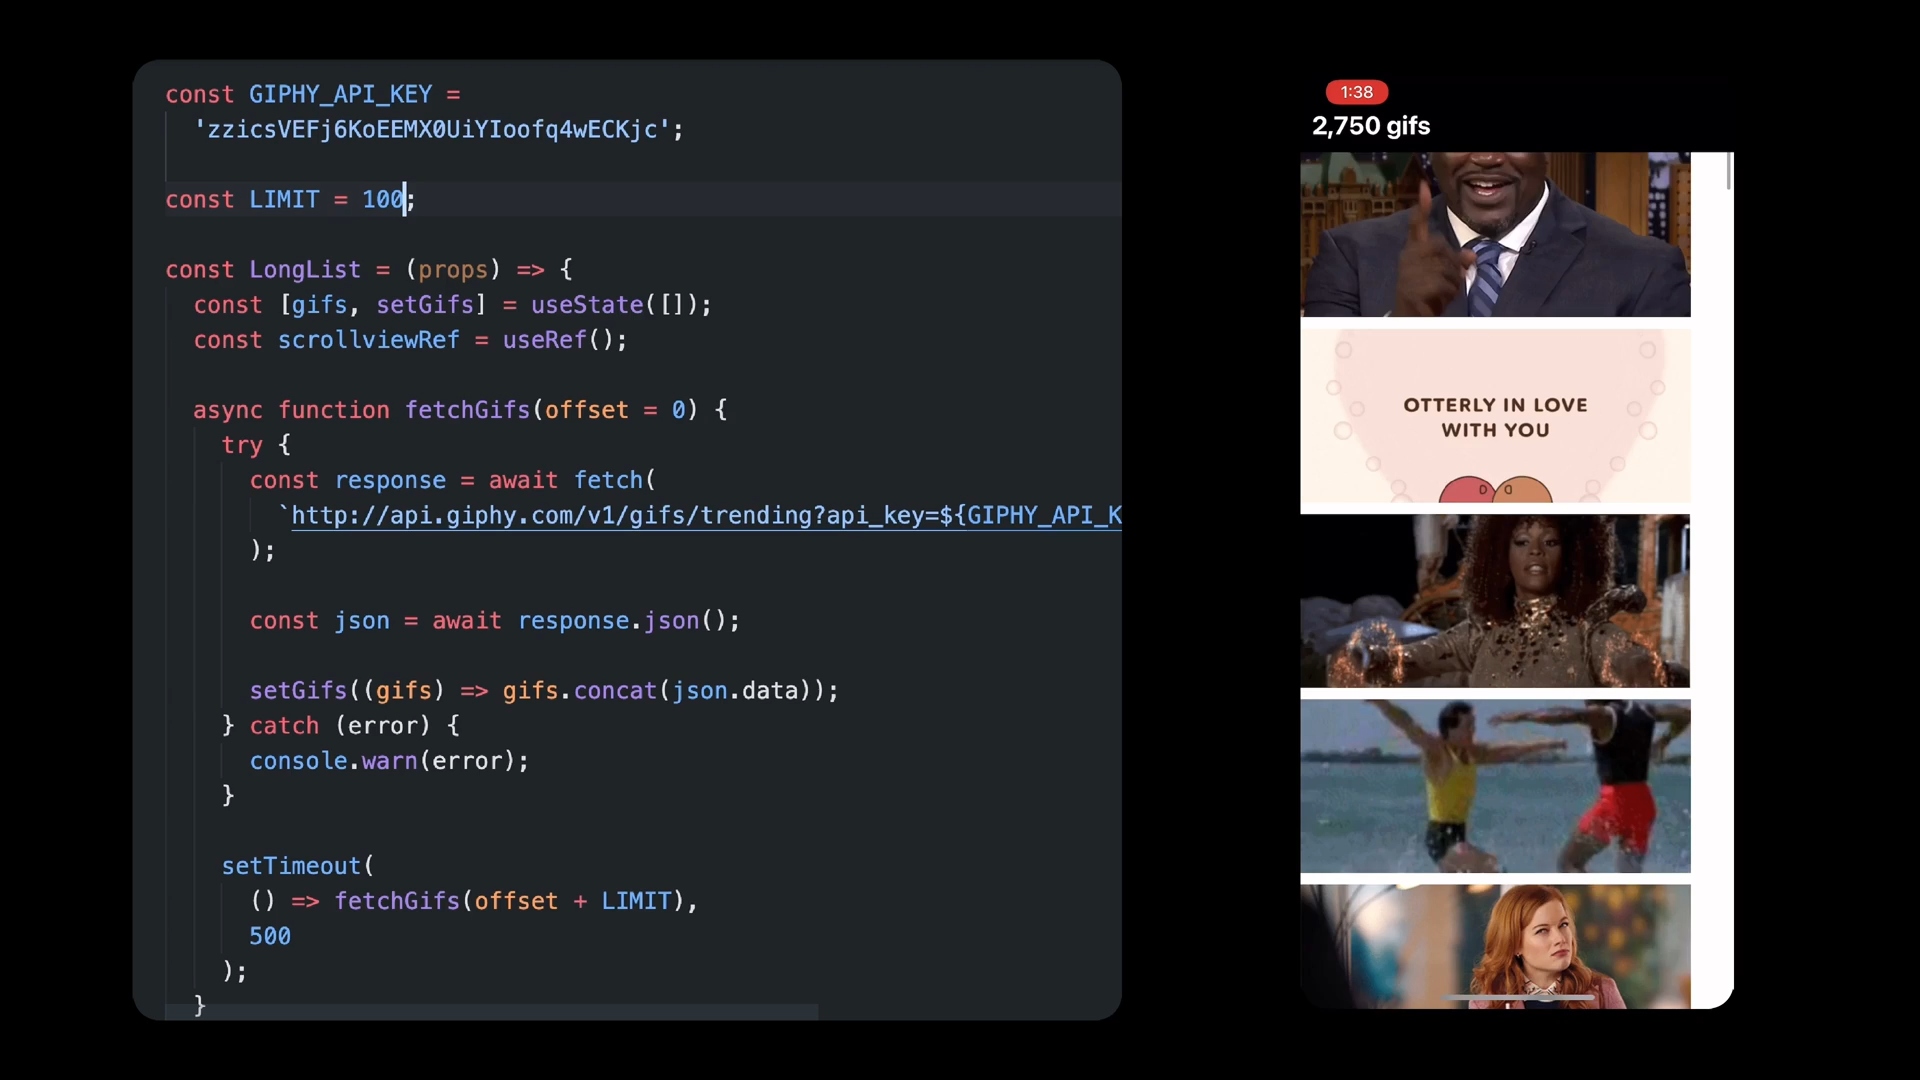 const GIPHY_API_KEY =
'zzicsVEFj6KoEEMX0UiYIoofq4wECKjc';
const LIMIT = 100;
const LongList = (props) => {
const [gifs, setGifs] = useState([]);
const scrollviewRef = useRef();
async function fetchGifs(offset = 0) {
try {
const response = await fetch(
`http://api.giphy.com/v1/gifs/trending?api_key=${GIPHY_API_K
);
const json = await response.json();
setGifs((gifs) => gifs.concat(json.data));
} catch (error) {
console.warn(error);
}
setTimeout(
() => fetchGifs(offset + LIMIT),
500
);
}
1:38
2,750 gifs
OTTERLY IN LOVE
WITH YOU